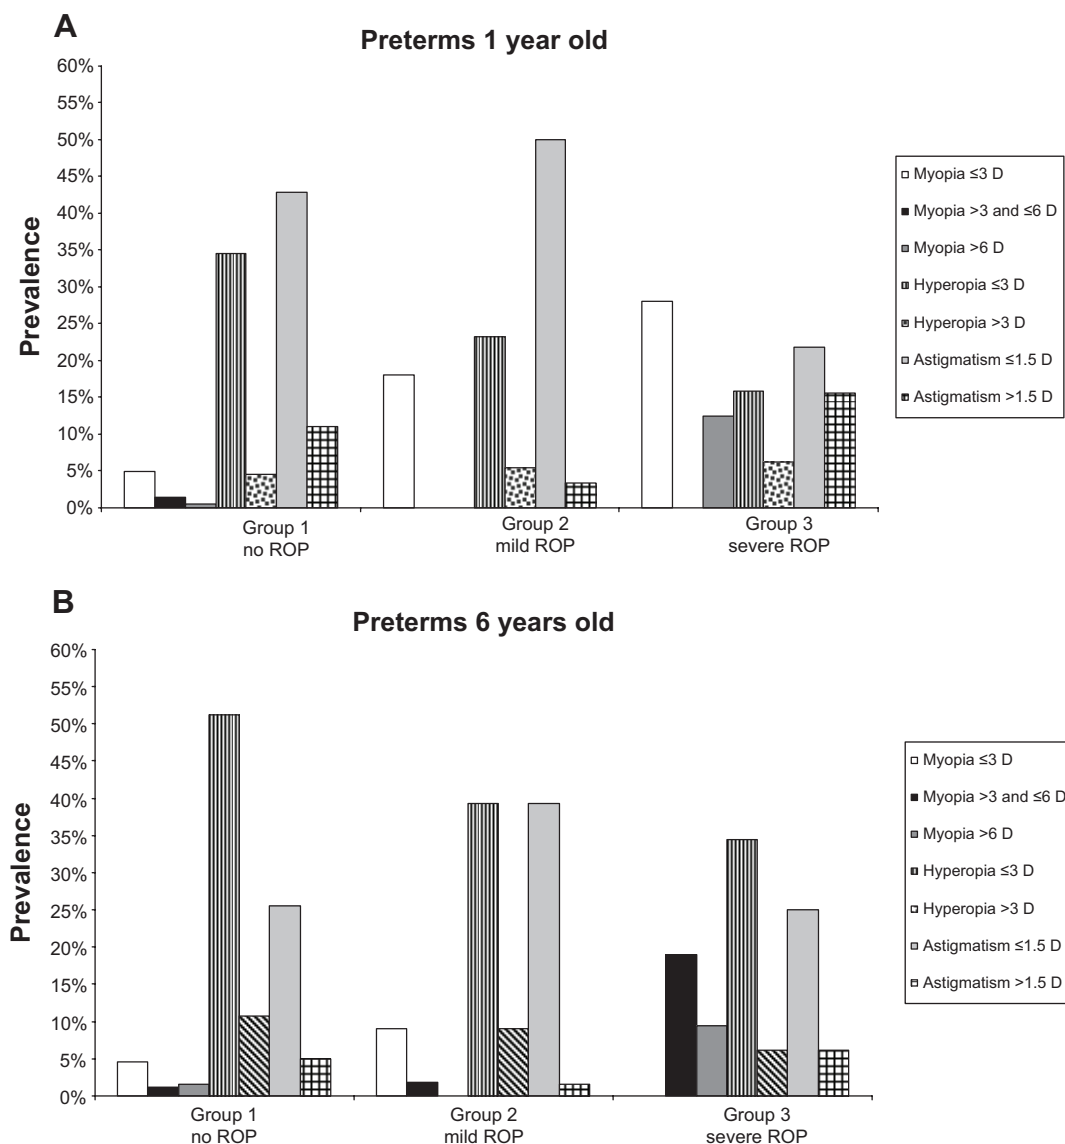 A
Preterms 1 year old
60%
55%
50%
45%
40%
35%
30%
25%
20%
15%
10%
5%
0%
Prevalence
Group 1
no ROP
Group 2
mild ROP
Group 3
severe ROP
Myopia ≤3 D
Myopia >3 and ≤6 D
Myopia >6 D
Hyperopia ≤3 D
Hyperopia >3 D
Astigmatism ≤1.5 D
Astigmatism >1.5 D
B
Preterms 6 years old
60%
55%
50%
45%
40%
35%
30%
25%
20%
15%
10%
5%
0%
Prevalence
Group 1
no ROP
Group 2
mild ROP
Group 3
severe ROP
Myopia ≤3 D
Myopia >3 and ≤6 D
Myopia >6 D
Hyperopia ≤3 D
Hyperopia >3 D
Astigmatism ≤1.5 D
Astigmatism >1.5 D